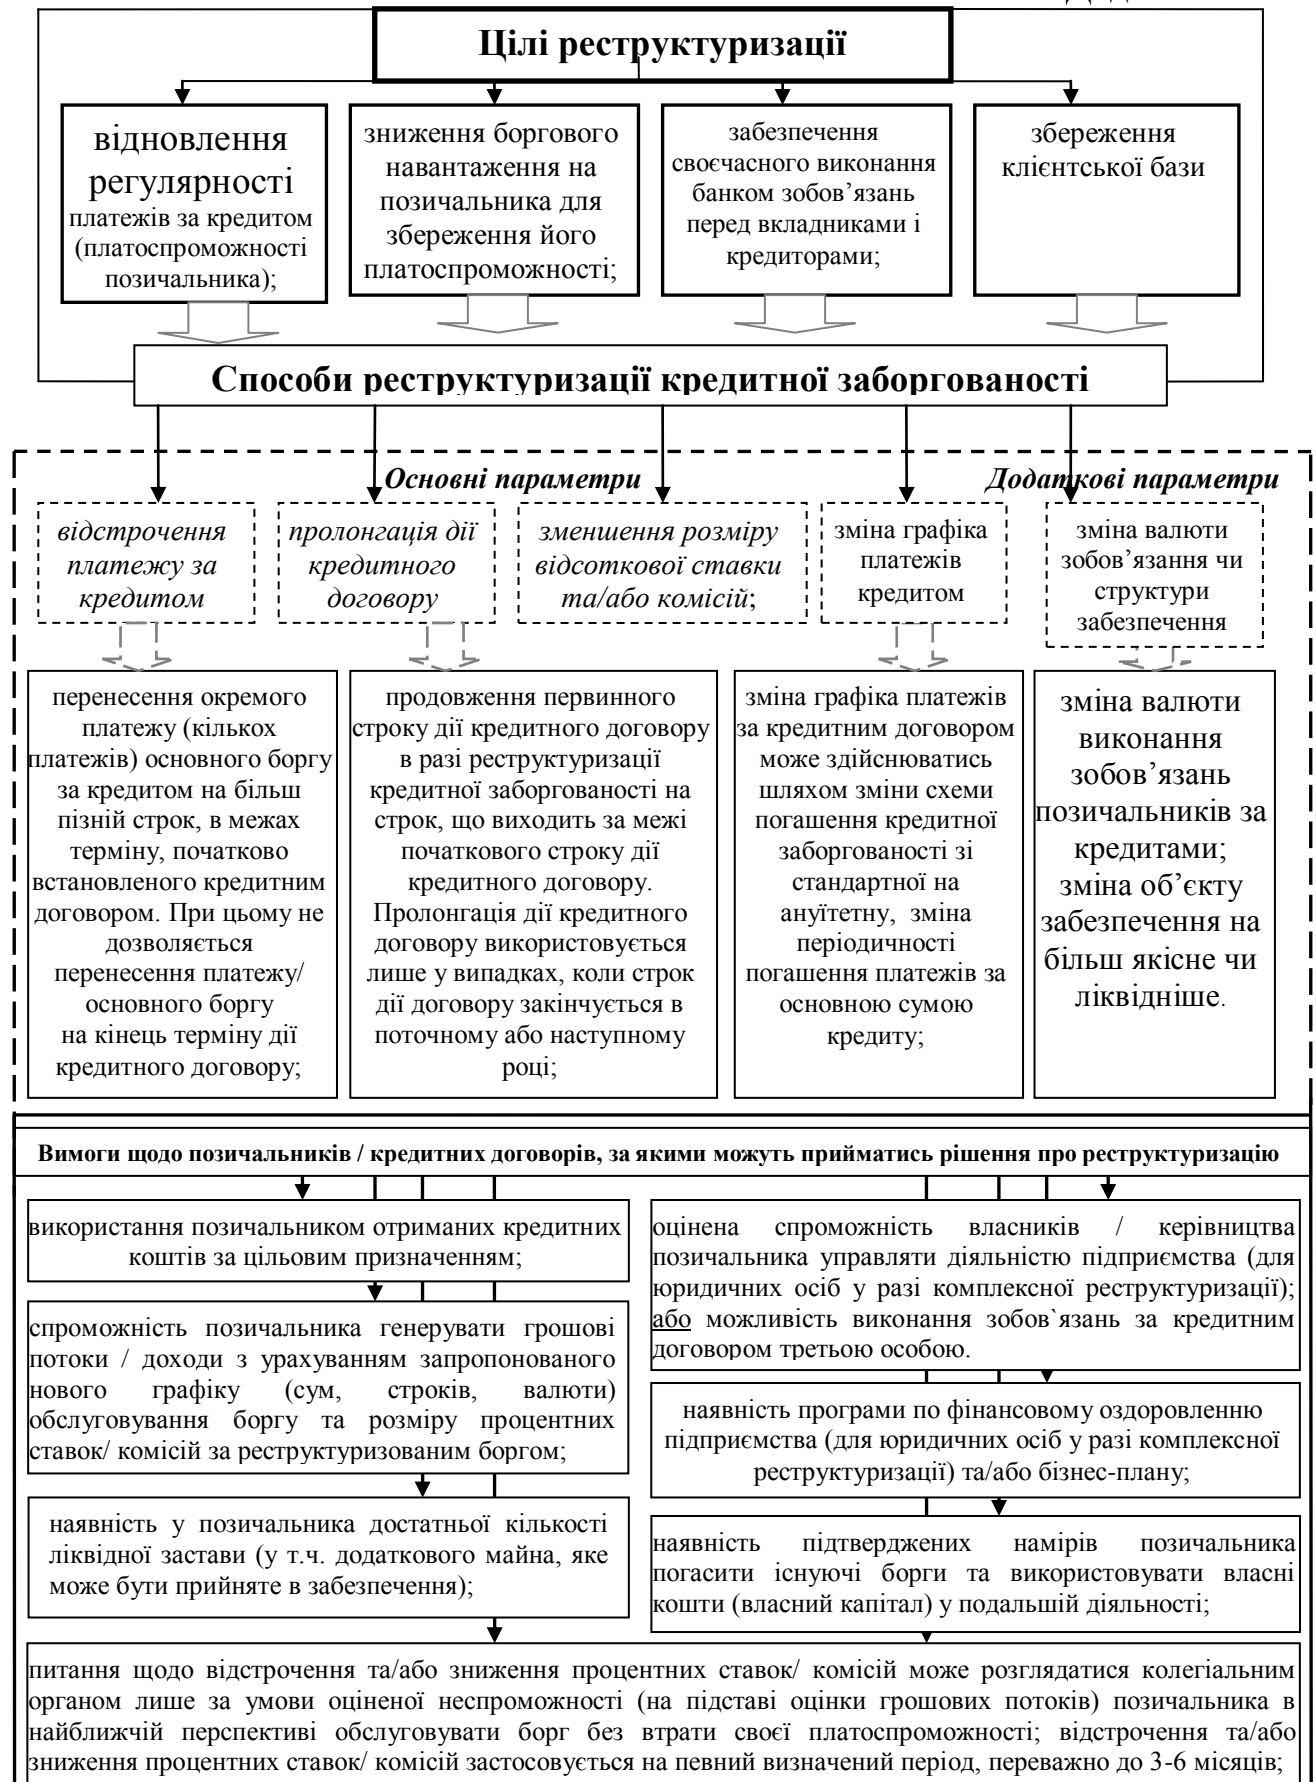 Цілі реструктуризації
відновлення
регулярності
платежів за кредитом
(платоспроможності
позичальника);
зниження боргового
навантаження на
позичальника для
збереження його
платоспроможності;
забезпечення
своєчасного виконання
банком зобов’язань
перед вкладниками і
кредиторами;
збереження
клієнтської бази
Способи реструктуризації кредитної заборгованості
Основні параметри
Додаткові параметри
відстрочення
платежу за
кредитом
пролонгація дії
кредитного
договору
зменшення розміру
відсоткової ставки
та/або комісій;
зміна графіка
платежів
кредитом
зміна валюти
зобов’язання чи
структури
забезпечення
перенесення окремого
платежу (кількох
платежів) основного боргу
за кредитом на більш
пізній строк, в межах
терміну, початково
встановленого кредитним
договором. При цьому не
дозволяється
перенесення платежу/
основного боргу
на кінець терміну дії
кредитного договору;
продовження первинного
строку дії кредитного договору
в разі реструктуризації
кредитної заборгованості на
строк, що виходить за межі
початкового строку дії
кредитного договору.
Пролонгація дії кредитного
договору використовується
лише у випадках, коли строк
дії договору закінчується в
поточному або наступному
році;
зміна графіка платежів
за кредитним договором
може здійснюватись
шляхом зміни схеми
погашення кредитної
заборгованості зі
стандартної на
ануїтетну, зміна
періодичності
погашення платежів за
основною сумою
кредиту;
зміна валюти
виконання
зобов’язань
позичальників за
кредитами;
зміна об’єкту
забезпечення на
більш якісне чи
ліквідніше.
Вимоги щодо позичальників / кредитних договорів, за якими можуть прийматись рішення про реструктуризацію
використання позичальником отриманих кредитних
коштів за цільовим призначенням;
спроможність позичальника генерувати грошові
потоки / доходи з урахуванням запропонованого
нового графіку (сум, строків, валюти)
обслуговування боргу та розміру процентних
ставок/ комісій за реструктуризованим боргом;
наявність у позичальника достатньої кількості
ліквідної застави (у т.ч. додаткового майна, яке
може бути прийняте в забезпечення);
оцінена спроможність власників / керівництва
позичальника управляти діяльністю підприємства (для
юридичних осіб у разі комплексної реструктуризації);
або можливість виконання зобов`язань за кредитним
договором третьою особою.
наявність програми по фінансовому оздоровленню
підприємства (для юридичних осіб у разі комплексної
реструктуризації) та/або бізнес-плану;
наявність підтверджених намірів позичальника
погасити існуючі борги та використовувати власні
кошти (власний капітал) у подальшій діяльності;
питання щодо відстрочення та/або зниження процентних ставок/ комісій може розглядатися колегіальним
органом лише за умови оціненої неспроможності (на підставі оцінки грошових потоків) позичальника в
найближчій перспективі обслуговувати борг без втрати своєї платоспроможності; відстрочення та/або
зниження процентних ставок/ комісій застосовується на певний визначений період, переважно до 3-6 місяців;